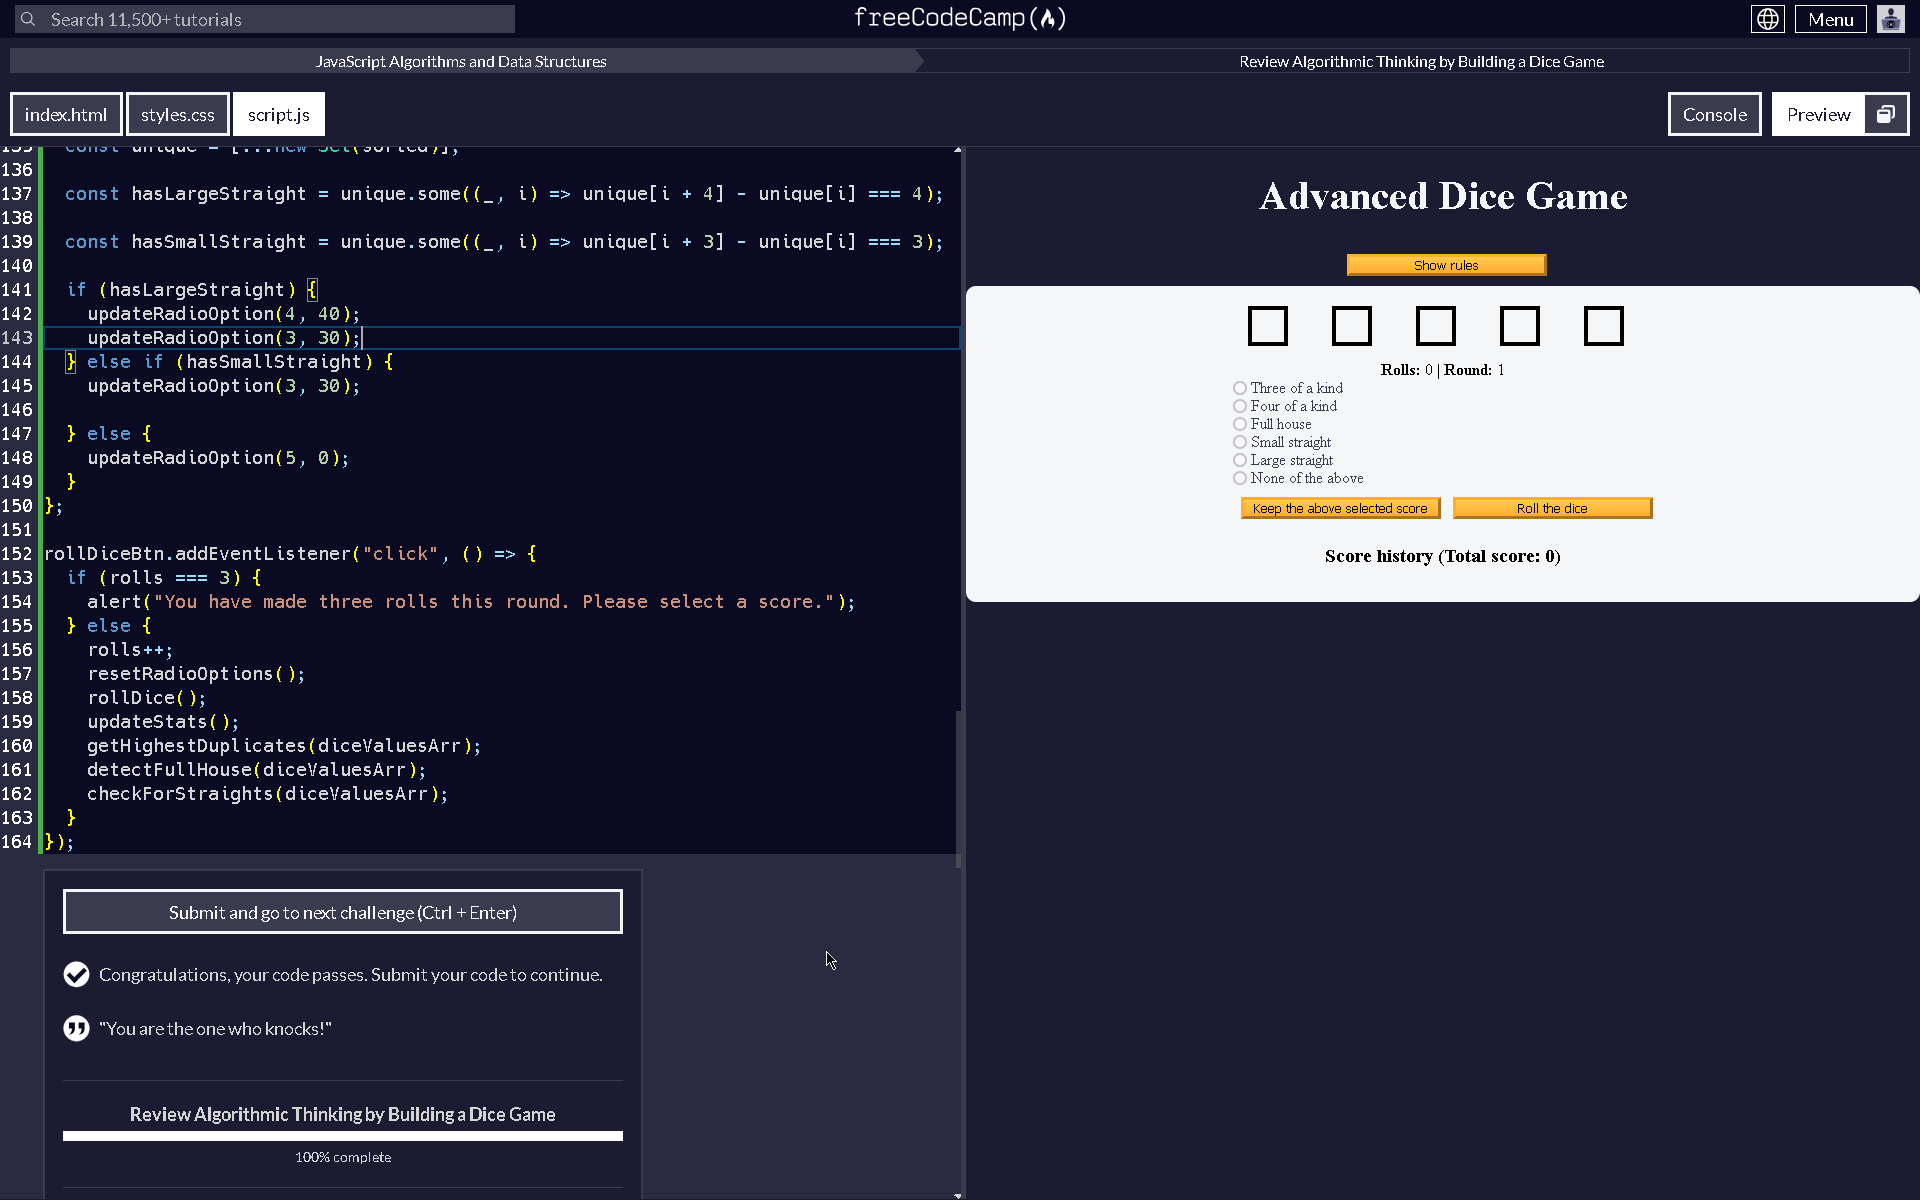 Search 11,500+ tutorials
freeCodeCamp(🔥)
Menu
JavaScript Algorithms and Data Structures
Review Algorithmic Thinking by Building a Dice Game
index.html
styles.css
script.js
Console
Preview
135   const unique = [...new Set(sorted)];
136
137   const hasLargeStraight = unique.some((_, i) => unique[i + 4] - unique[i] === 4);
138
139   const hasSmallStraight = unique.some((_, i) => unique[i + 3] - unique[i] === 3);
140
141   if (hasLargeStraight) {
142     updateRadioOption(4, 40);
143     updateRadioOption(3, 30);
144   } else if (hasSmallStraight) {
145     updateRadioOption(3, 30);
146
147   } else {
148     updateRadioOption(5, 0);
149   }
150 };
151
152 rollDiceBtn.addEventListener("click", () => {
153   if (rolls === 3) {
154     alert("You have made three rolls this round. Please select a score.");
155   } else {
156     rolls++;
157     resetRadioOptions();
158     rollDice();
159     updateStats();
160     getHighestDuplicates(diceValuesArr);
161     detectFullHouse(diceValuesArr);
162     checkForStraights(diceValuesArr);
163   }
164 });
Submit and go to next challenge (Ctrl + Enter)
Congratulations, your code passes. Submit your code to continue.
"You are the one who knocks!"
Review Algorithmic Thinking by Building a Dice Game
100% complete
Advanced Dice Game
Show rules
Rolls: 0 | Round: 1
Three of a kind
Four of a kind
Full house
Small straight
Large straight
None of the above
Keep the above selected score
Roll the dice
Score history (Total score: 0)